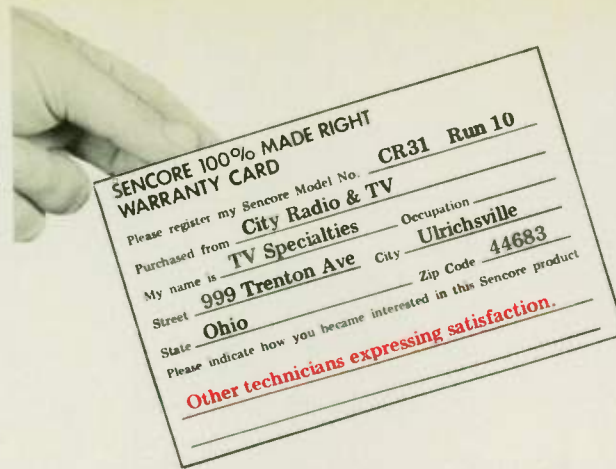 SENCORE 100% MADE RIGHT
WARRANTY CARD
Please register my Sencore Model No. CR31 Run 10
Purchased from City Radio & TV
My name is TV Specialties Occupation
Street 999 Trenton Ave City Ulrichsville
State Ohio Zip Code 44683
Please indicate how you became interested in this Sencore product
Other technicians expressing satisfaction.